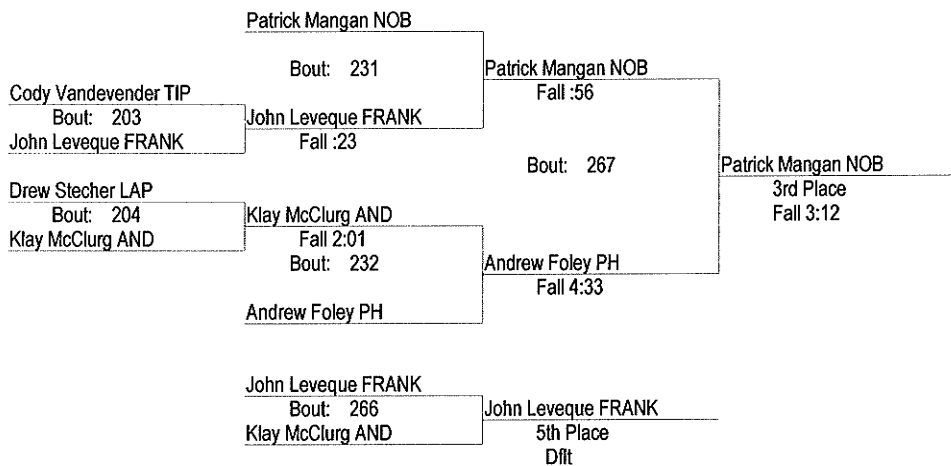 Patrick Mangan NOB
Bout: 231
Patrick Mangan NOB
Fall :56
Cody Vandevender TIP
Bout: 203
John Leveque FRANK
John Leveque FRANK
Fall :23
Bout: 267
Patrick Mangan NOB
3rd Place
Fall 3:12
Drew Stecher LAP
Bout: 204
Klay McClurg AND
Klay McClurg AND
Fall 2:01
Bout: 232
Andrew Foley PH
Fall 4:33
Andrew Foley PH
John Leveque FRANK
Bout: 266
Klay McClurg AND
John Leveque FRANK
5th Place
Dflt